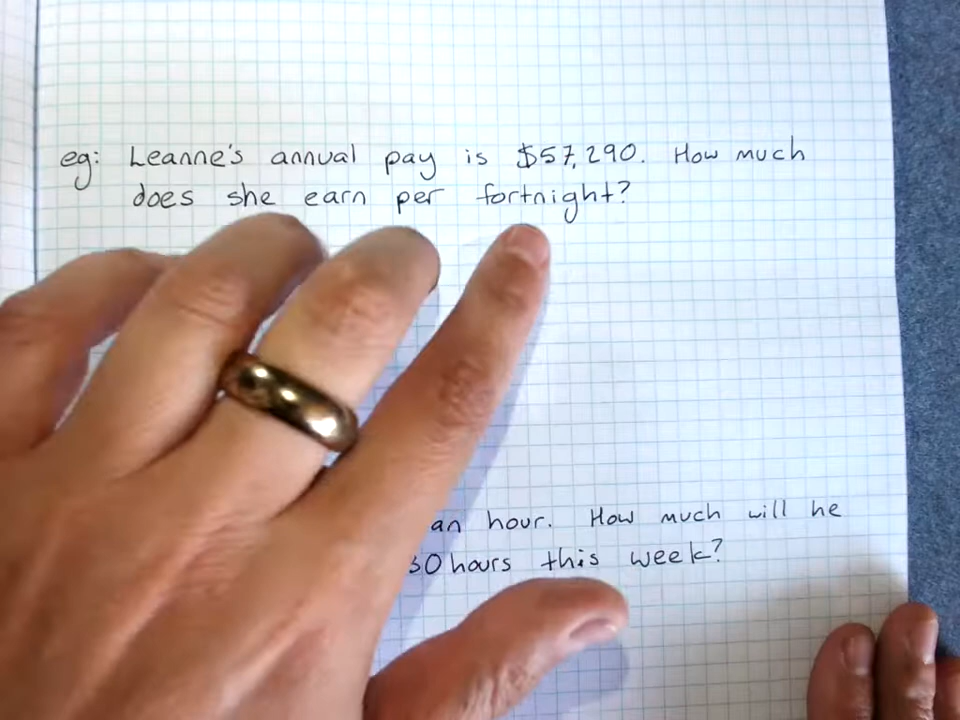 eg: Leanne's annual pay is $57,290. How much
does she earn per fortnight?
an hour. How much will he
30 hours this week?